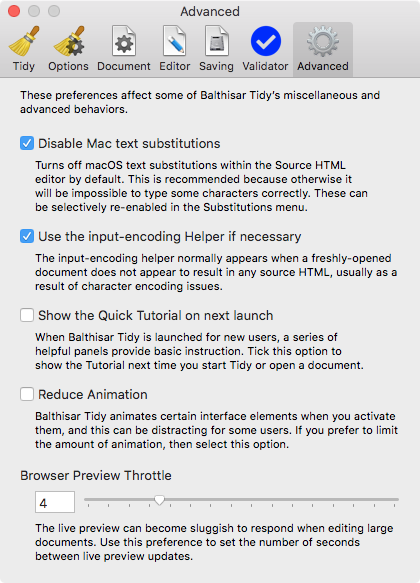 Advanced
Tidy Options Document Editor Saving Validator Advanced
These preferences affect some of Balthisar Tidy's miscellaneous and
advanced behaviors.
Disable Mac text substitutions
Turns off macOS text substitutions within the Source HTML
editor by default. This is recommended because otherwise it
will be impossible to type some characters correctly. These can
be selectively re-enabled in the Substitutions menu.
Use the input-encoding Helper if necessary
The input-encoding helper normally appears when a freshly-opened
document does not appear to result in any source HTML, usually as a
result of character encoding issues.
Show the Quick Tutorial on next launch
When Balthisar Tidy is launched for new users, a series of
helpful panels provide basic instruction. Tick this option to
show the Tutorial next time you start Tidy or open a document.
Reduce Animation
Balthisar Tidy animates certain interface elements when you activate
them, and this can be distracting for some users. If you prefer to limit
the amount of animation, then select this option.
Browser Preview Throttle
4
The live preview can become sluggish to respond when editing large
documents. Use this preference to set the number of seconds
between live preview updates.